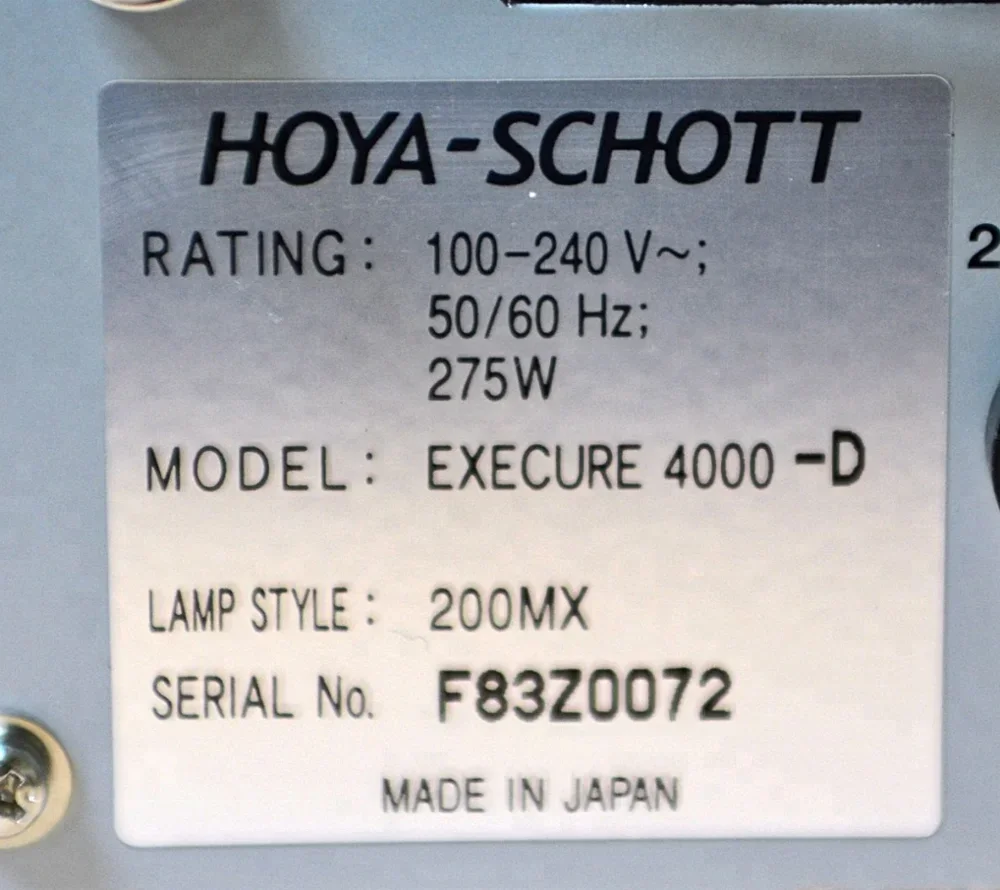 HOYA-SCHOTT
RATING: 100-240 V~;
50/60 Hz;
275W
MODEL: EXECURE 4000 -D
LAMP STYLE: 200MX
SERIAL No. F83Z0072
MADE IN JAPAN
2